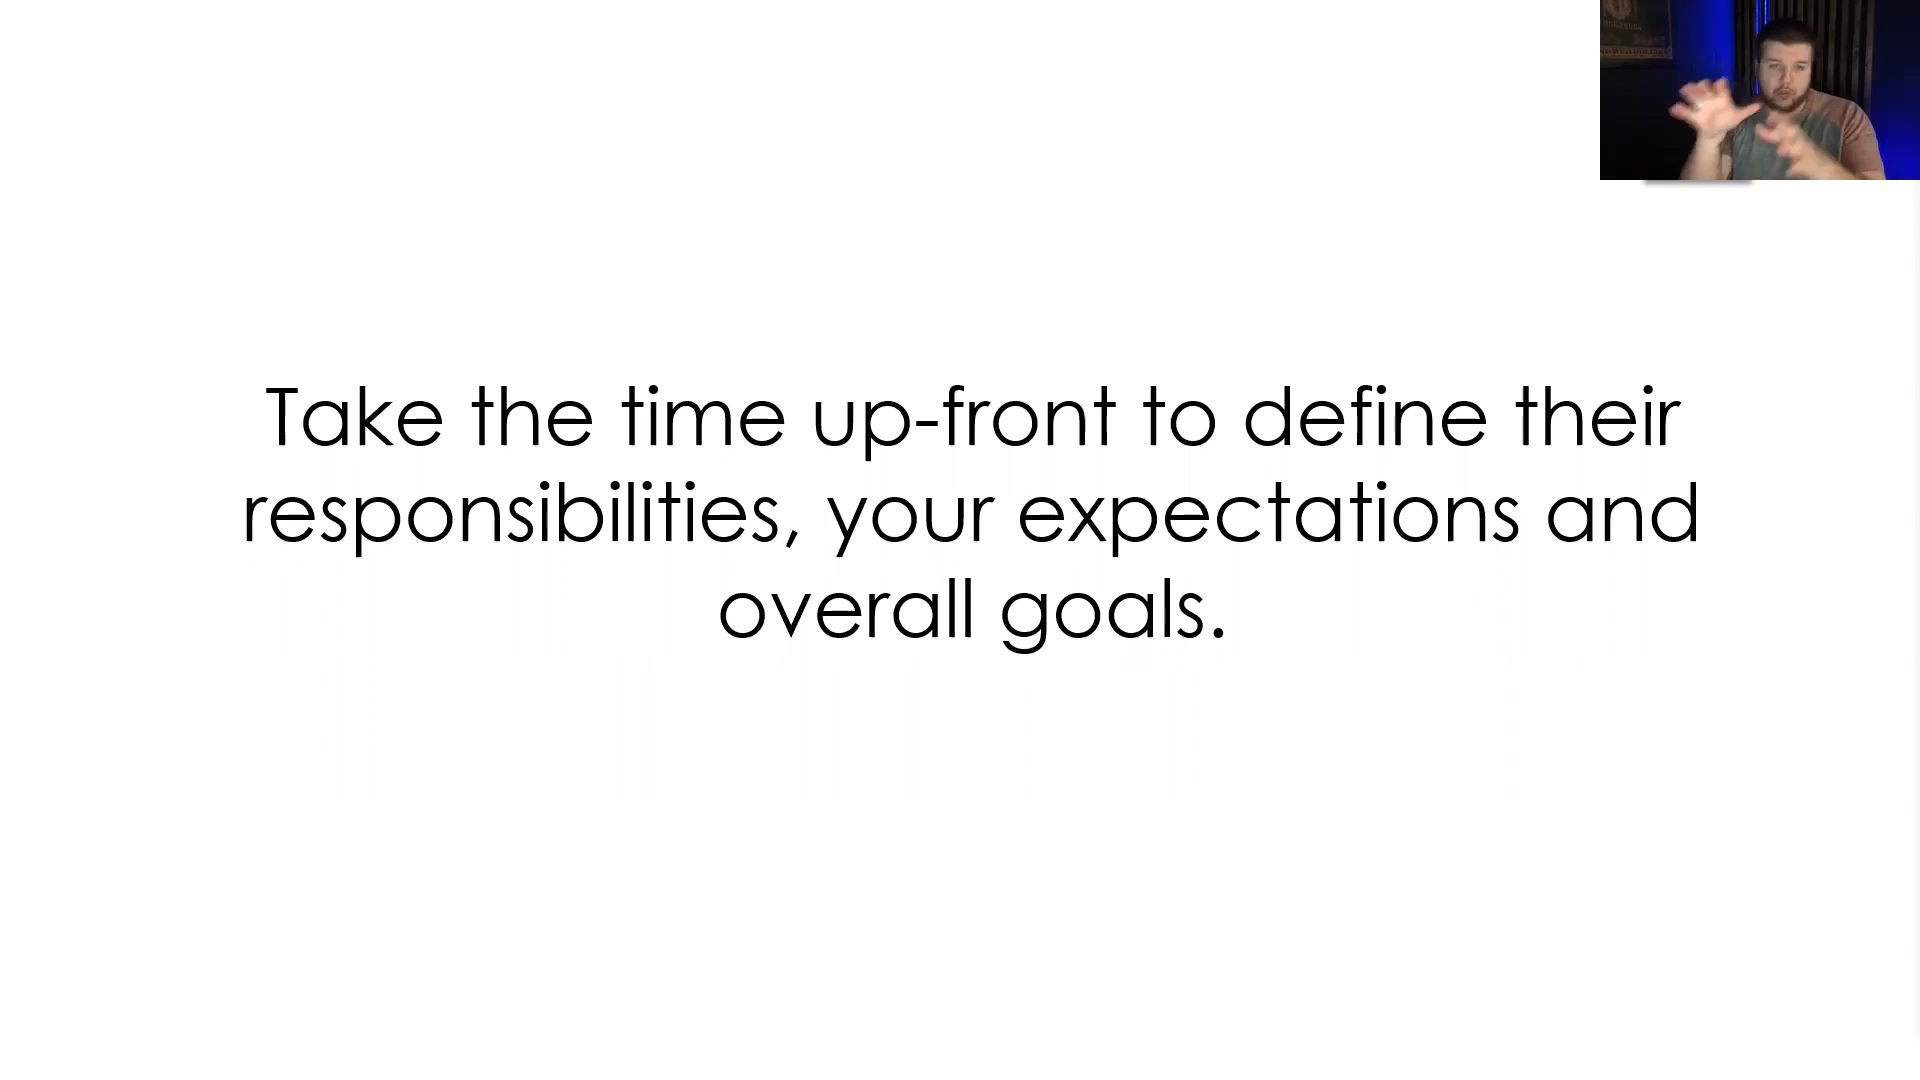 Take the time up-front to define their
responsibilities, your expectations and
overall goals.